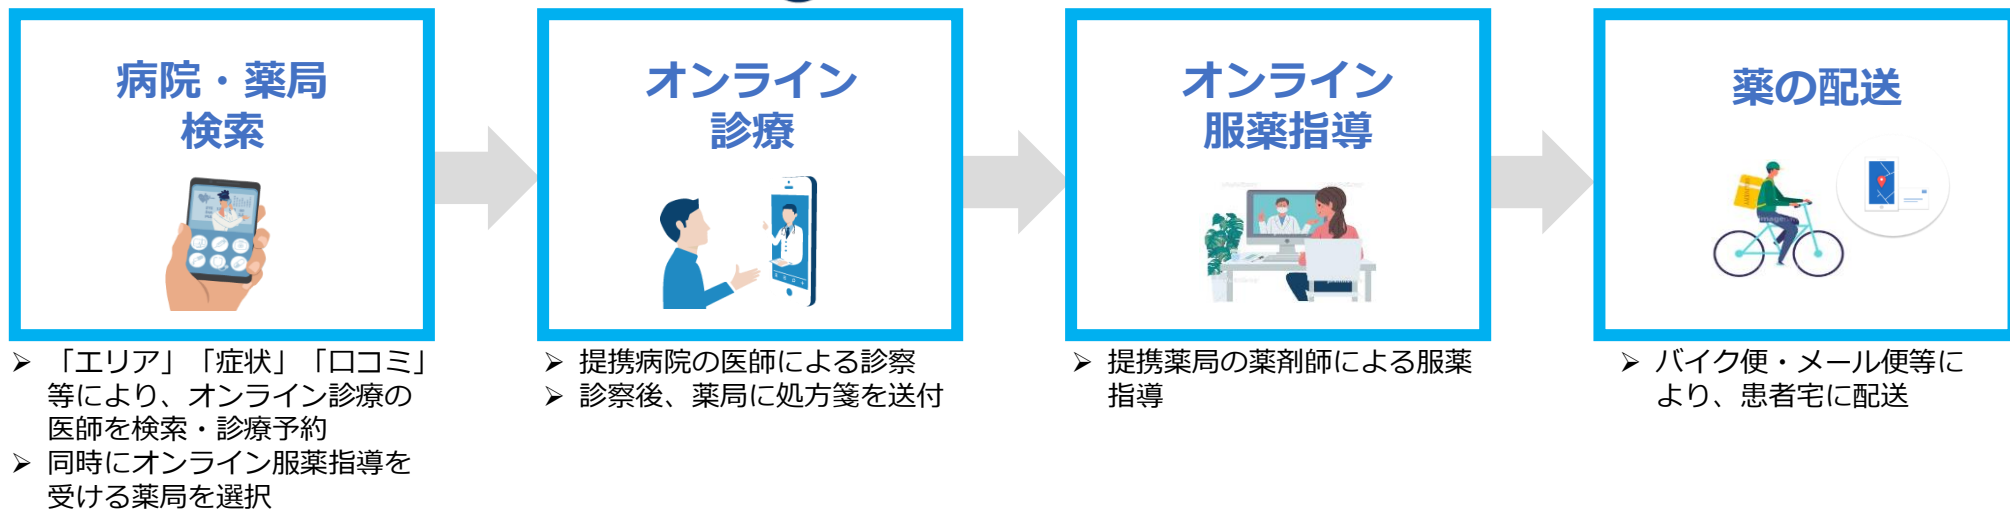 病院・薬局
検索
オンライン
診療
オンライン
服薬指導
薬の配送
➢ 「エリア」「症状」「口コミ」
等により、オンライン診療の
医師を検索・診療予約
➢ 同時にオンライン服薬指導を
受ける薬局を選択
➢ 提携病院の医師による診察
➢ 診察後、薬局に処方箋を送付
➢ 提携薬局の薬剤師による服薬
指導
➢ バイク便・メール便等に
より、患者宅に配送